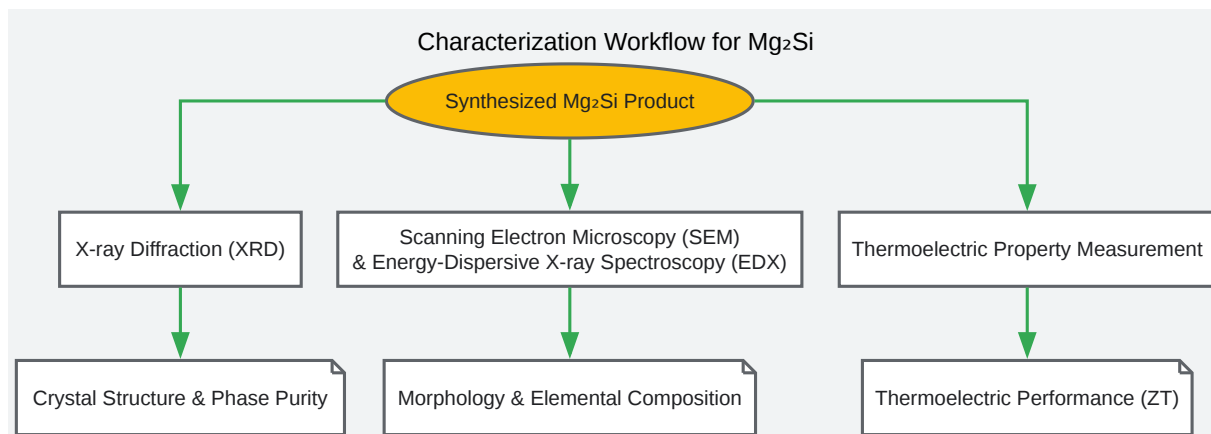 Characterization Workflow for Mg₂Si
Synthesized Mg₂Si Product
X-ray Diffraction (XRD)
Scanning Electron Microscopy (SEM)
& Energy-Dispersive X-ray Spectroscopy (EDX)
Thermoelectric Property Measurement
Crystal Structure & Phase Purity
Morphology & Elemental Composition
Thermoelectric Performance (ZT)